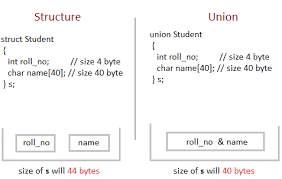 Structure
struct Student
{
int roll_no; // size 4 byte
char name[40]; // size 40 byte
} s;
roll_no
name
size of s will 44 bytes
Union
union Student
{
int roll_no; // size 4 byte
char name[40]; // size 40 byte
} s;
roll_no & name
size of s will 40 bytes